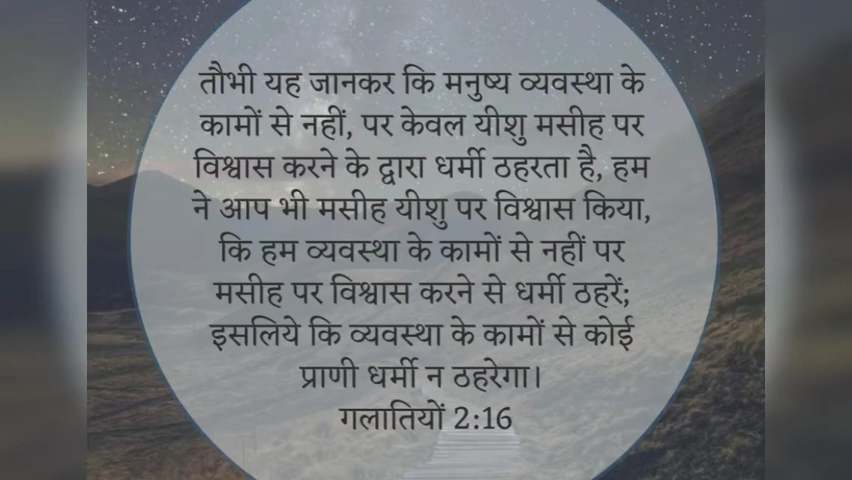 तौभी यह जानकर कि मनुष्य व्यवस्था के
कामों से नहीं, पर केवल यीशु मसीह पर
विश्वास करने के द्वारा धर्मी ठहरता है, हम
ने आप भी मसीह यीशु पर विश्वास किया,
कि हम व्यवस्था के कामों से नहीं पर
मसीह पर विश्वास करने से धर्मी ठहरें;
इसलिये कि व्यवस्था के कामों से कोई
प्राणी धर्मी न ठहरेगा।
गलातियों 2:16